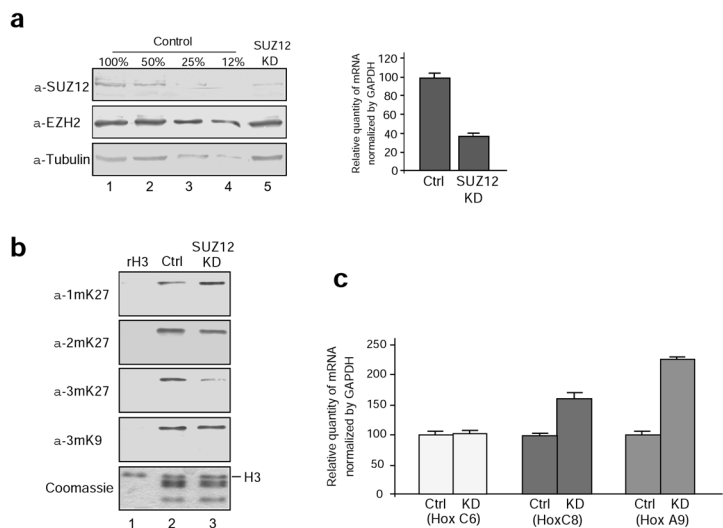 a
Control
SUZ12
KD
100% 50% 25% 12%
a-SUZ12
a-EZH2
a-Tubulin
1 2 3 4 5
Relative quantity of mRNA
normalized by GAPDH
120
100
80
60
40
20
0
Ctrl SUZ12
KD
b
rH3 Ctrl SUZ12
KD
a-1mK27
a-2mK27
a-3mK27
a-3mK9
Coomassie
H3
1 2 3
c
Relative quantity of mRNA
normalized by GAPDH
250
200
150
100
50
0
Ctrl KD Ctrl KD Ctrl KD
(Hox C6) (HoxC8) (Hox A9)